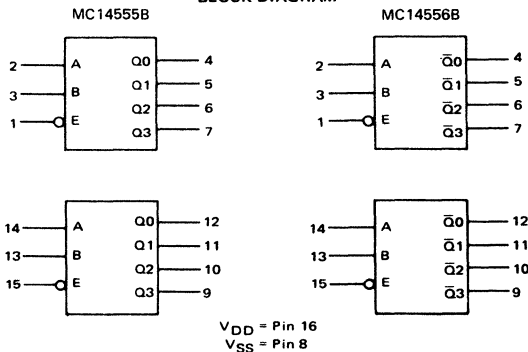 BLOCK DIAGRAM
MC14555B
2 A Q0 4
3 B Q1 5
1 E Q2 6
Q3 7
14 A Q0 12
13 B Q1 11
15 E Q2 10
Q3 9
MC14556B
2 A Q̅0 4
3 B Q̅1 5
1 E Q̅2 6
Q̅3 7
14 A Q̅0 12
13 B Q̅1 11
15 E Q̅2 10
Q̅3 9
VDD = Pin 16
VSS = Pin 8